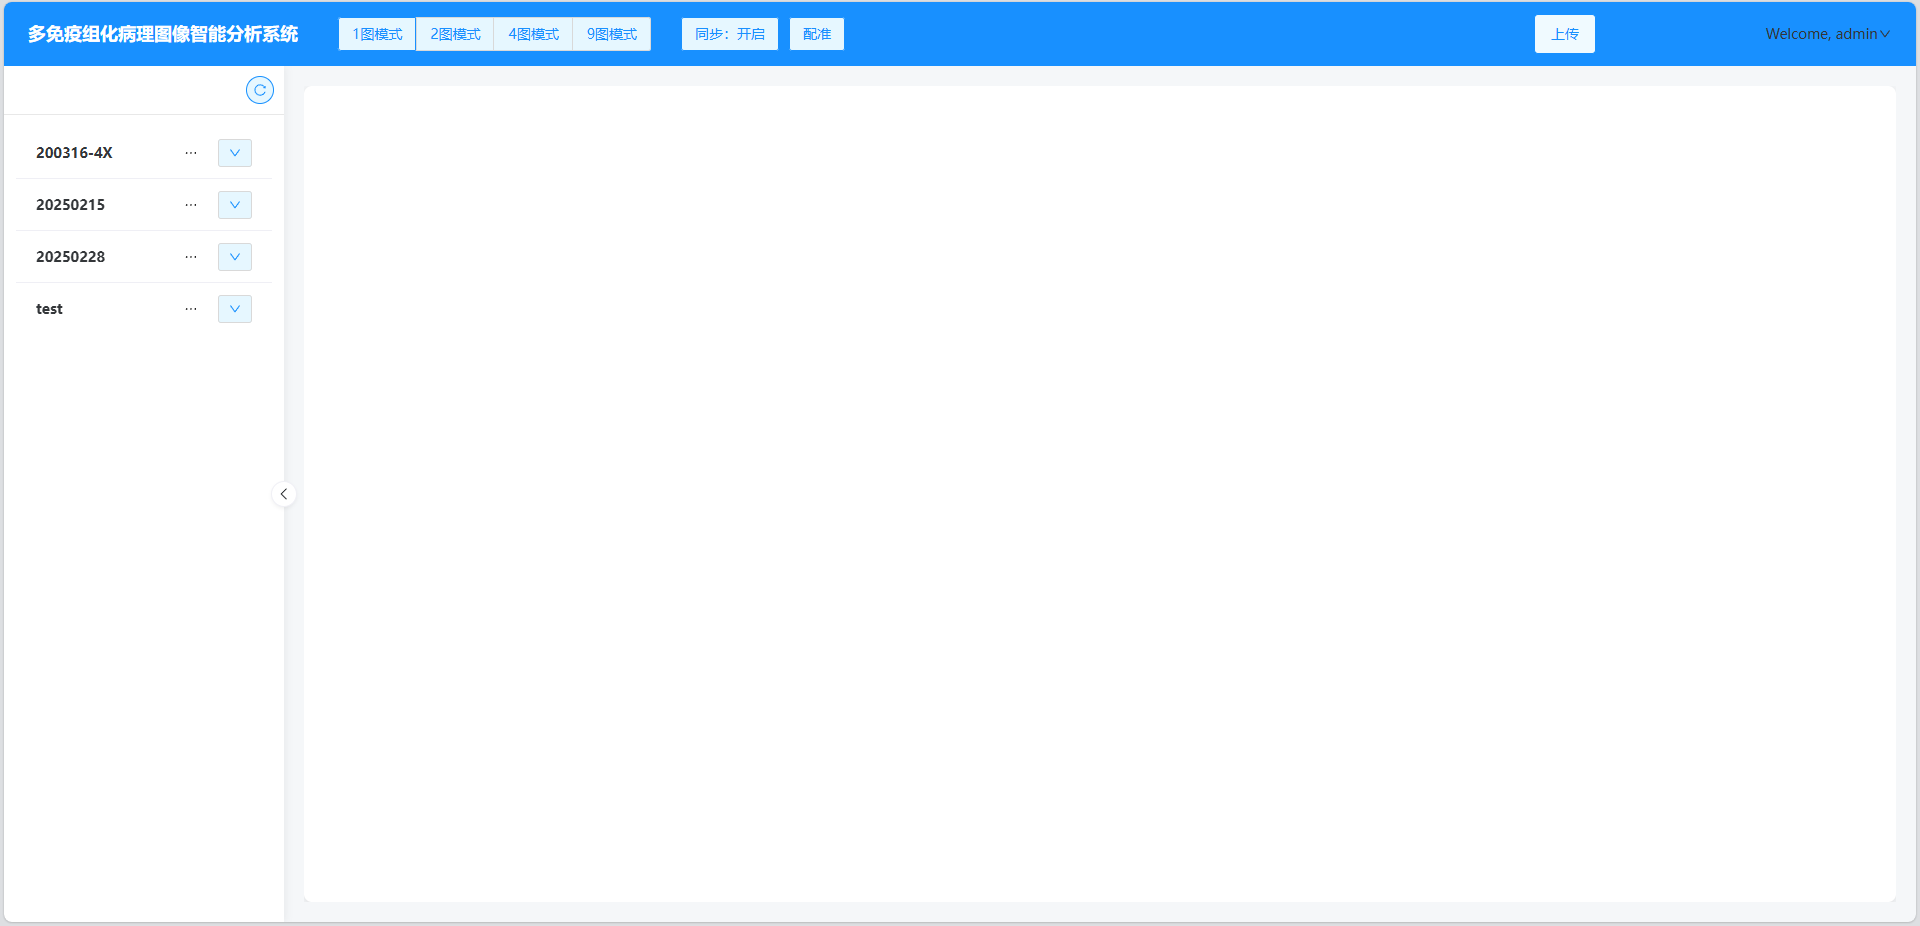 多免疫组化病理图像智能分析系统
1图模式 2图模式 4图模式 9图模式
同步：开启
配准
上传
Welcome, admin
200316-4X ...
20250215 ...
20250228 ...
test ...